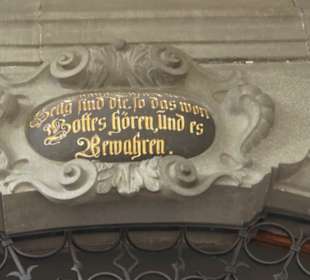 Selig sind die, so das wort
Gottes hören, und es
Bewahren.